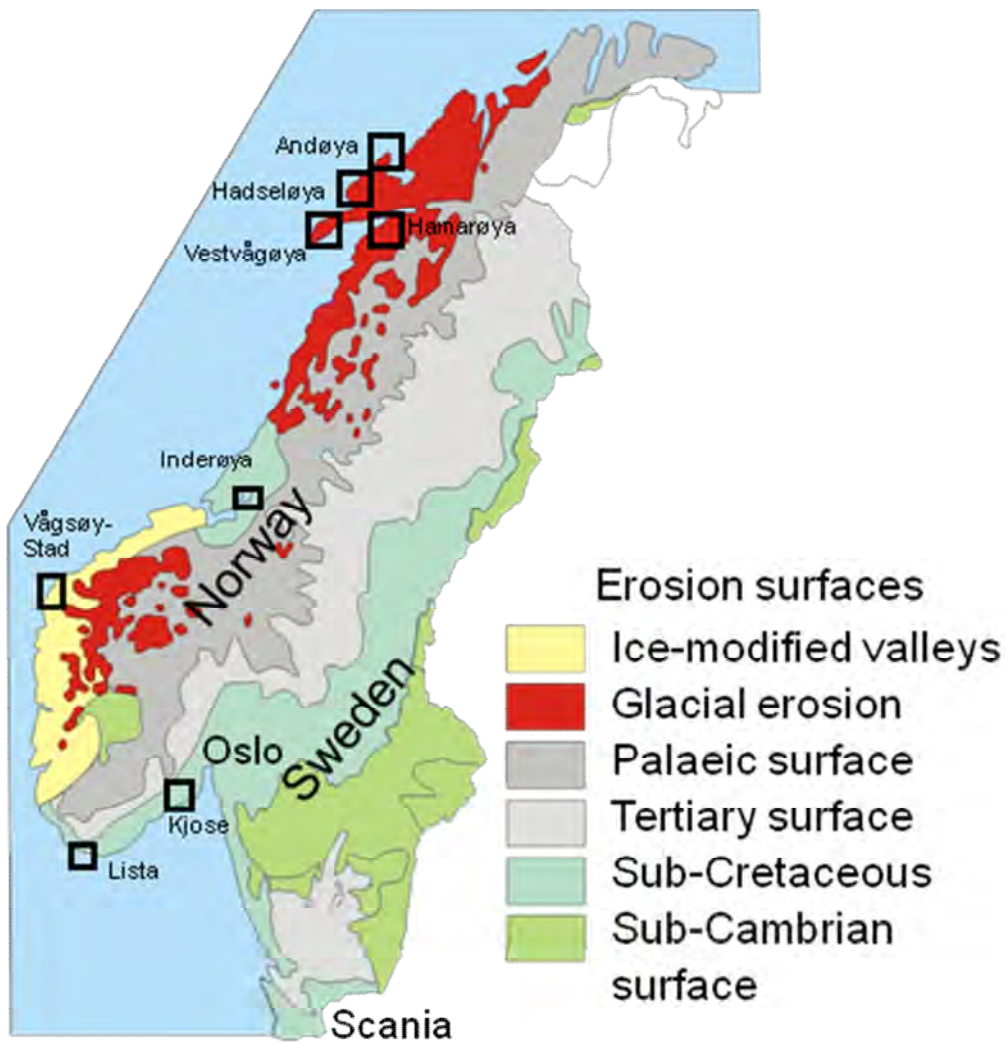 Andøya
Hadseløya
Hamarøya
Vestvågøya
Inderøya
Vågsøy-
Stad
Norway
Oslo
Sweden
Kjose
Lista
Scania
Erosion surfaces
Ice-modified valleys
Glacial erosion
Palaeic surface
Tertiary surface
Sub-Cretaceous
Sub-Cambrian
surface